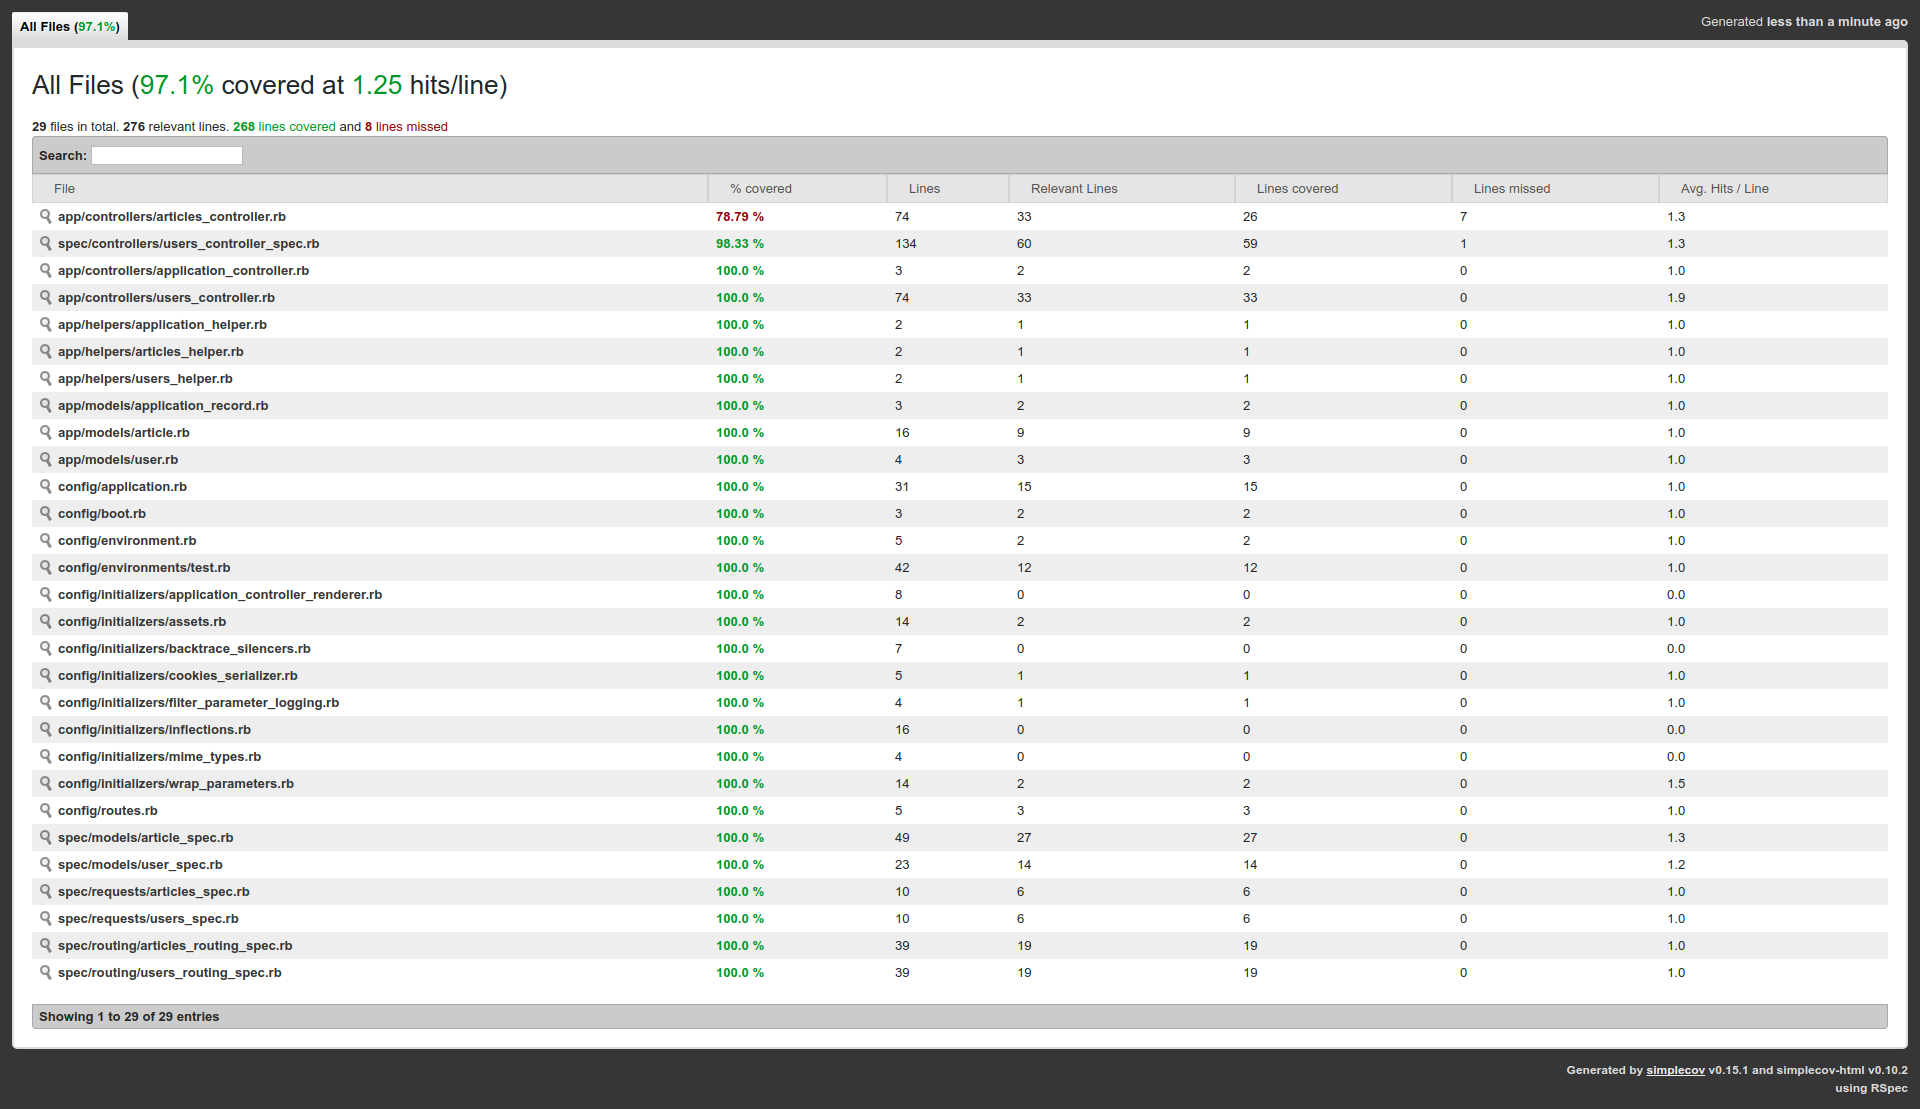 All Files (97.1%)
Generated less than a minute ago
All Files (97.1% covered at 1.25 hits/line)
29 files in total. 276 relevant lines. 268 lines covered and 8 lines missed
Search:
File % covered Lines Relevant Lines Lines covered Lines missed Avg. Hits / Line
app/controllers/articles_controller.rb 78.79 % 74 33 26 7 1.3
spec/controllers/users_controller_spec.rb 98.33 % 134 60 59 1 1.3
app/controllers/application_controller.rb 100.0 % 3 2 2 0 1.0
app/controllers/users_controller.rb 100.0 % 74 33 33 0 1.9
app/helpers/application_helper.rb 100.0 % 2 1 1 0 1.0
app/helpers/articles_helper.rb 100.0 % 2 1 1 0 1.0
app/helpers/users_helper.rb 100.0 % 2 1 1 0 1.0
app/models/application_record.rb 100.0 % 3 2 2 0 1.0
app/models/article.rb 100.0 % 16 9 9 0 1.0
app/models/user.rb 100.0 % 4 3 3 0 1.0
config/application.rb 100.0 % 31 15 15 0 1.0
config/boot.rb 100.0 % 3 2 2 0 1.0
config/environment.rb 100.0 % 5 2 2 0 1.0
config/environments/test.rb 100.0 % 42 12 12 0 1.0
config/initializers/application_controller_renderer.rb 100.0 % 8 0 0 0 0.0
config/initializers/assets.rb 100.0 % 14 2 2 0 1.0
config/initializers/backtrace_silencers.rb 100.0 % 7 0 0 0 0.0
config/initializers/cookies_serializer.rb 100.0 % 5 1 1 0 1.0
config/initializers/filter_parameter_logging.rb 100.0 % 4 1 1 0 1.0
config/initializers/inflections.rb 100.0 % 16 0 0 0 0.0
config/initializers/mime_types.rb 100.0 % 4 0 0 0 0.0
config/initializers/wrap_parameters.rb 100.0 % 14 2 2 0 1.5
config/routes.rb 100.0 % 5 3 3 0 1.0
spec/models/article_spec.rb 100.0 % 49 27 27 0 1.3
spec/models/user_spec.rb 100.0 % 23 14 14 0 1.2
spec/requests/articles_spec.rb 100.0 % 10 6 6 0 1.0
spec/requests/users_spec.rb 100.0 % 10 6 6 0 1.0
spec/routing/articles_routing_spec.rb 100.0 % 39 19 19 0 1.0
spec/routing/users_routing_spec.rb 100.0 % 39 19 19 0 1.0
Showing 1 to 29 of 29 entries
Generated by simplecov v0.15.1 and simplecov-html v0.10.2
using RSpec